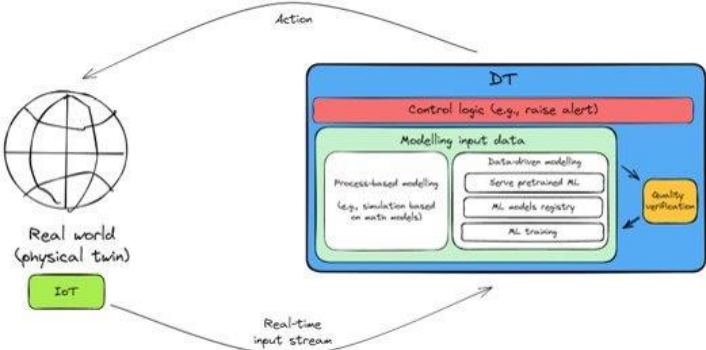 Action
DT
Control logic (e.g., raise alert)
Modelling input data
Process-based modelling
(e.g., simulation based
on math models)
Data-driven modelling
Serve pretrained ML
ML models registry
ML training
Quality
verification
Real world
(physical twin)
IoT
Real-time
input stream